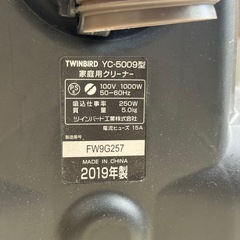 TWINBIRD YC-5009型
家庭用クリーナー
PS E
100V 1000W
50-60Hz
吸込仕事率 250W
質量 5.0kg
ツインバード工業株式会社
電流ヒューズ 15A
製造番号
FW9G257
MADE IN CHINA
2019年製